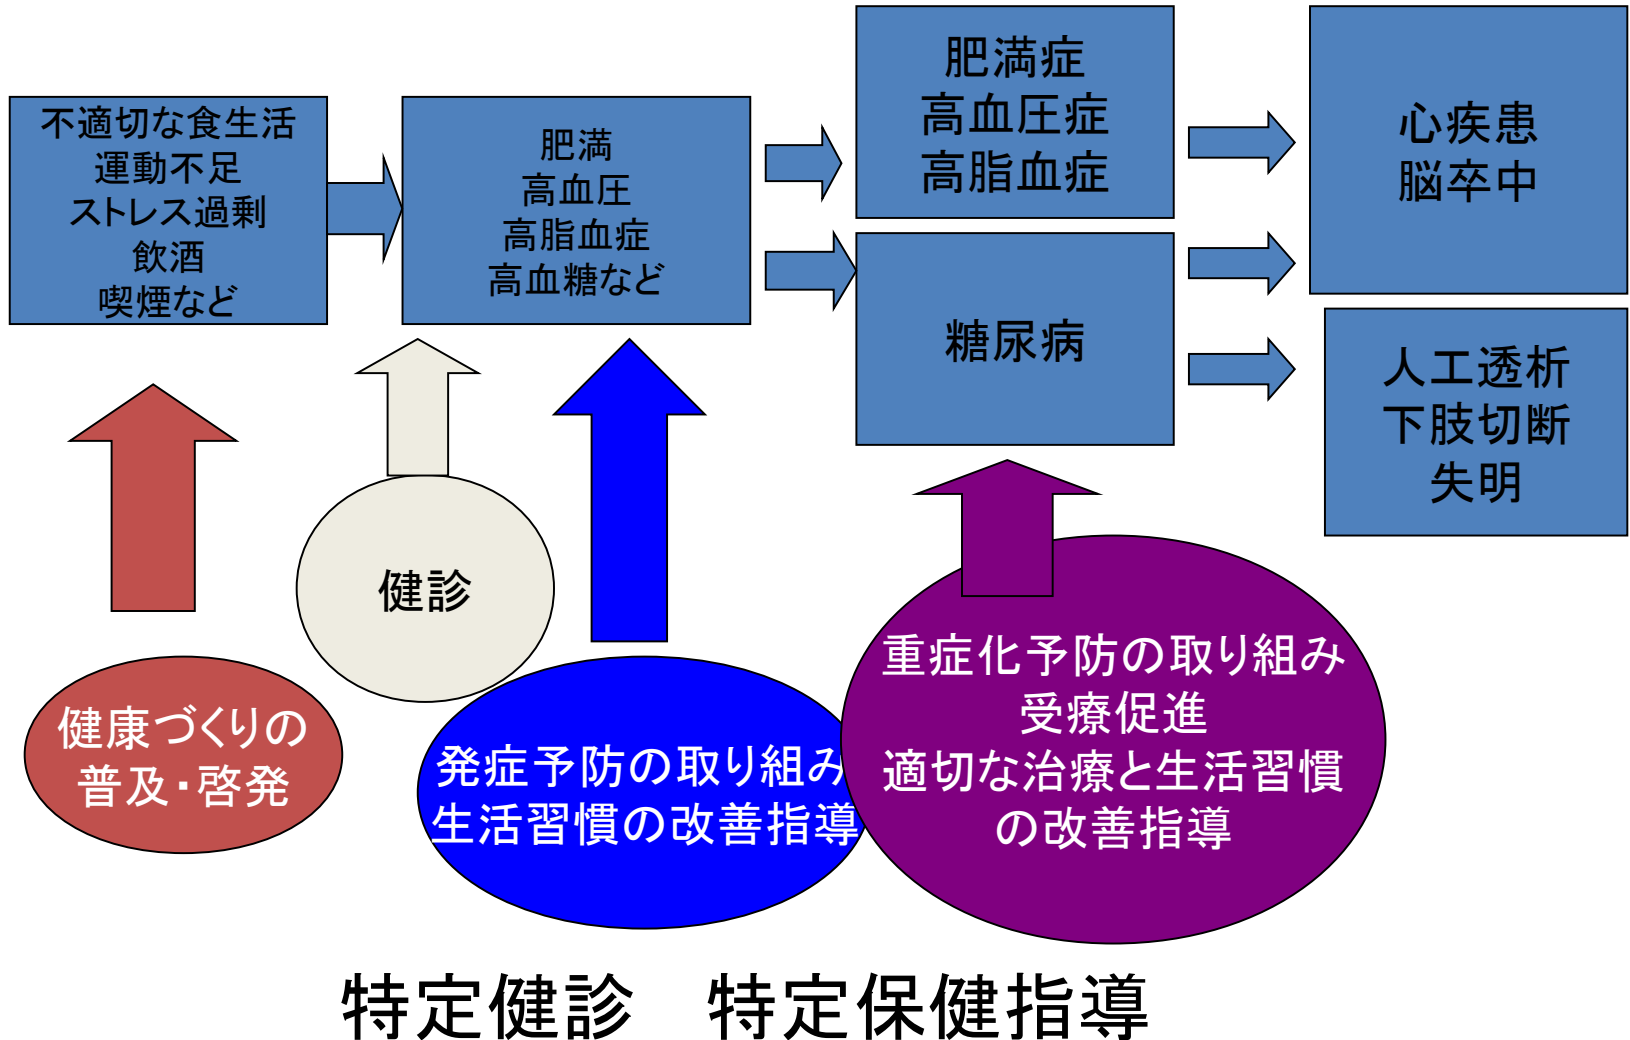 不適切な食生活
運動不足
ストレス過剰
飲酒
喫煙など
肥満
高血圧
高脂血症
高血糖など
肥満症
高血圧症
高脂血症
糖尿病
心疾患
脳卒中
人工透析
下肢切断
失明
健康づくりの
普及・啓発
健診
発症予防の取り組み
生活習慣の改善指導
重症化予防の取り組み
受療促進
適切な治療と生活習慣
の改善指導
特定健診　特定保健指導